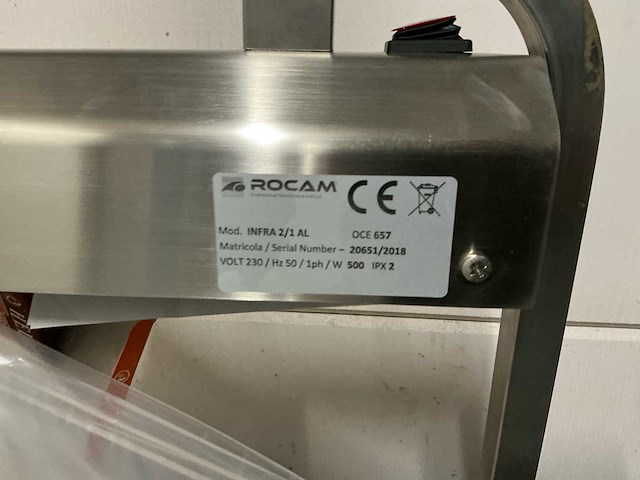 ROCAM CE
Mod. INFRA 2/1 AL OCE 657
Matricola / Serial Number – 20651/2018
VOLT 230 / Hz 50 / 1ph / W 500 IPX 2